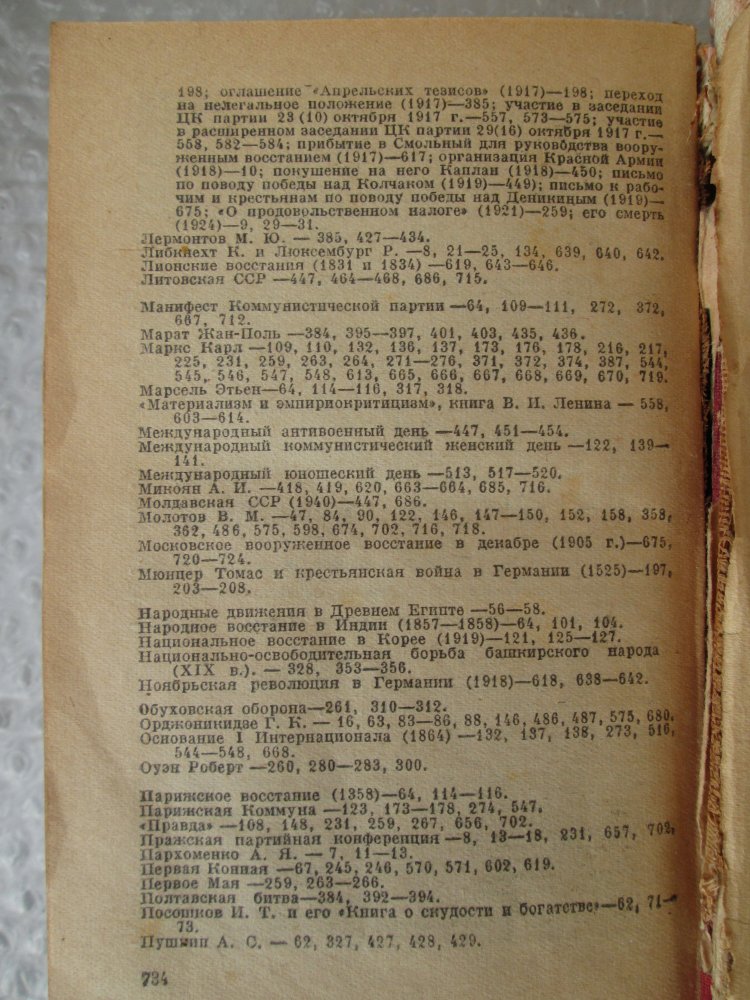 198; оглашение «Апрельских тезисов» (1917)—198; переход
на нелегальное положение (1917)—385; участие в заседании
ЦК партии 23 (10) октября 1917 г.—557, 573—575; участие
в расширенном заседании ЦК партии 29(16) октября 1917 г.—
558, 582—584; прибытие в Смольный для руководства воору-
женным восстанием (1917)—617; организация Красной Армии
(1918)—10; покушение на него Каплан (1918)—450; письмо
по поводу победы над Колчаком (1919)—449); письмо к рабо-
чим и крестьянам по поводу победы над Деникиным (1919)—
675; «О продовольственном налоге» (1921)—259; его смерть
(1924)—9, 29—31.
Лермонтов М. Ю. — 385, 427—434.
Либкнехт К. и Люксембург Р. —8, 21—25, 134, 639, 640, 642.
Лионские восстания (1831 и 1834) —619, 643—646.
Литовская ССР —447, 464—468, 686, 715.
Манифест Коммунистической партии —64, 109—111, 272, 372,
667, 712.
Марат Жан-Поль —384, 395—397, 401, 403, 435, 436.
Маркс Карл —109, 110, 132, 136, 137, 173, 176, 178, 216, 217,
225, 231, 259, 263, 264, 271—276, 371, 372, 374, 387, 544,
545, 546, 547, 548, 613, 665, 666, 667, 668, 669, 670, 719.
Марсель Этьен—64, 114—116, 317, 318.
«Материализм и эмпириокритицизм», книга В. И. Ленина — 558,
603—614.
Международный антивоенный день —447, 451—454.
Международный коммунистический женский день —122, 139—
141.
Международный юношеский день —513, 517—520.
Микоян А. И. —418, 419, 620, 663—664, 685, 716.
Молдавская ССР (1940)—447, 686.
Молотов В. М. —47, 84, 90, 122, 146, 147—150, 152, 158, 358,
362, 486, 575, 598, 674, 702, 716, 718.
Московское вооруженное восстание в декабре (1905 г.)—675,
720—724.
Мюнцер Томас и крестьянская война в Германии (1525)—197,
203—208.
Народные движения в Древнем Египте —56—58.
Народное восстание в Индии (1857—1858)—64, 101, 104.
Национальное восстание в Корее (1919)—121, 125—127.
Национально-освободительная борьба башкирского народа
(XIX в.). — 328, 353—356.
Ноябрьская революция в Германии (1918)—618, 638—642.
Обуховская оборона—261, 310—312.
Орджоникидзе Г. К. — 16, 63, 83—86, 88, 146, 486, 487, 575, 680.
Основание I Интернационала (1864) —132, 137, 138, 273, 516,
544—548, 668.
Оуэн Роберт —260, 280—283, 300.
Парижское восстание (1358)—64, 114—116.
Парижская Коммуна —123, 173—178, 274, 547.
«Правда» —108, 148, 231, 259, 267, 656, 702.
Пражская партийная конференция —8, 13—18, 231, 657, 702,
Пархоменко А. Я. — 7, 11—13.
Первая Конная —67, 245, 246, 570, 571, 602, 619.
Первое Мая —259, 263—266.
Полтавская битва—384, 392—394.
Посошков И. Т. и его «Книга о скудости и богатстве»—62, 71—
73.
Пушкин А. С. — 62, 327, 427, 428, 429.
734